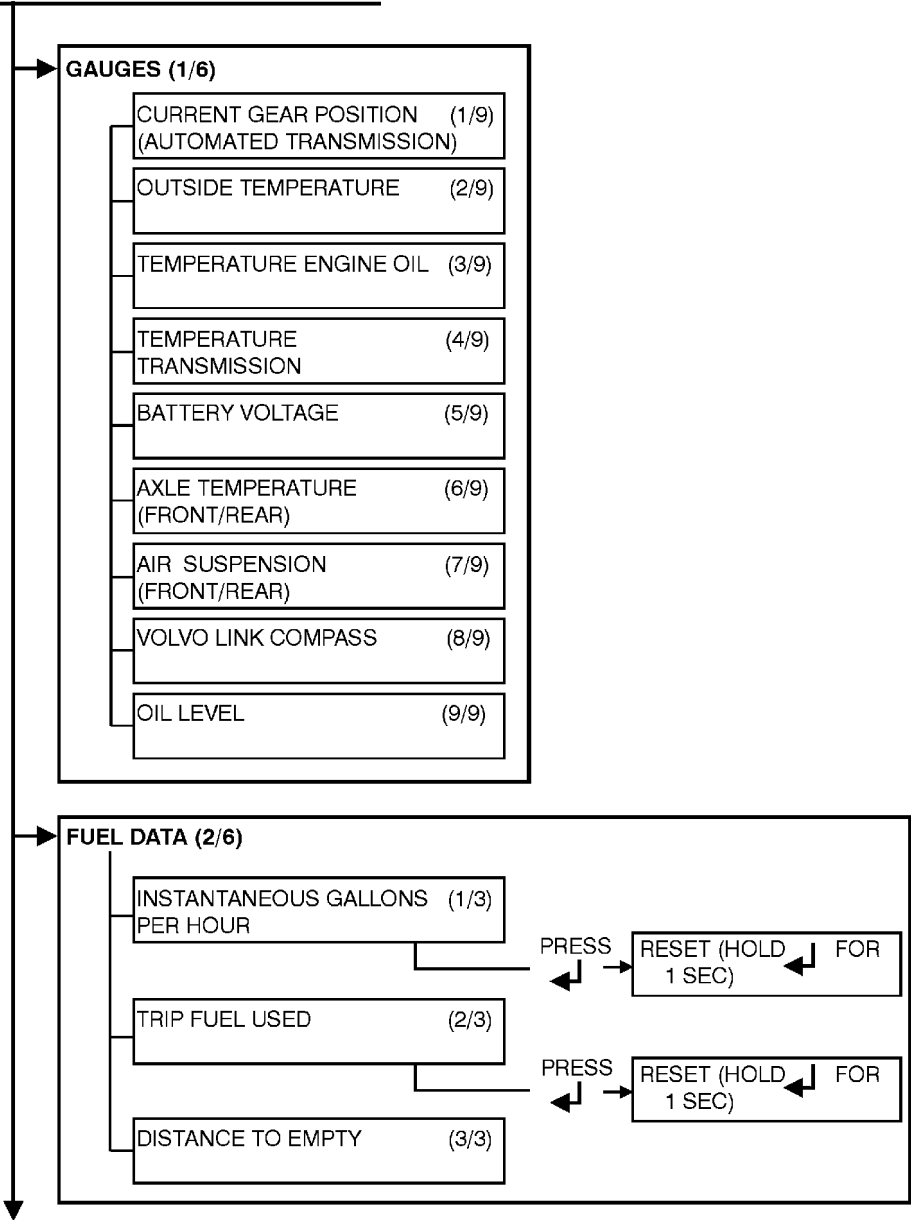 GAUGES (1/6)
CURRENT GEAR POSITION (1/9)
(AUTOMATED TRANSMISSION)
OUTSIDE TEMPERATURE (2/9)
TEMPERATURE ENGINE OIL (3/9)
TEMPERATURE (4/9)
TRANSMISSION
BATTERY VOLTAGE (5/9)
AXLE TEMPERATURE (6/9)
(FRONT/REAR)
AIR SUSPENSION (7/9)
(FRONT/REAR)
VOLVO LINK COMPASS (8/9)
OIL LEVEL (9/9)
FUEL DATA (2/6)
INSTANTANEOUS GALLONS (1/3)
PER HOUR
PRESS
RESET (HOLD FOR
1 SEC)
TRIP FUEL USED (2/3)
PRESS
RESET (HOLD FOR
1 SEC)
DISTANCE TO EMPTY (3/3)